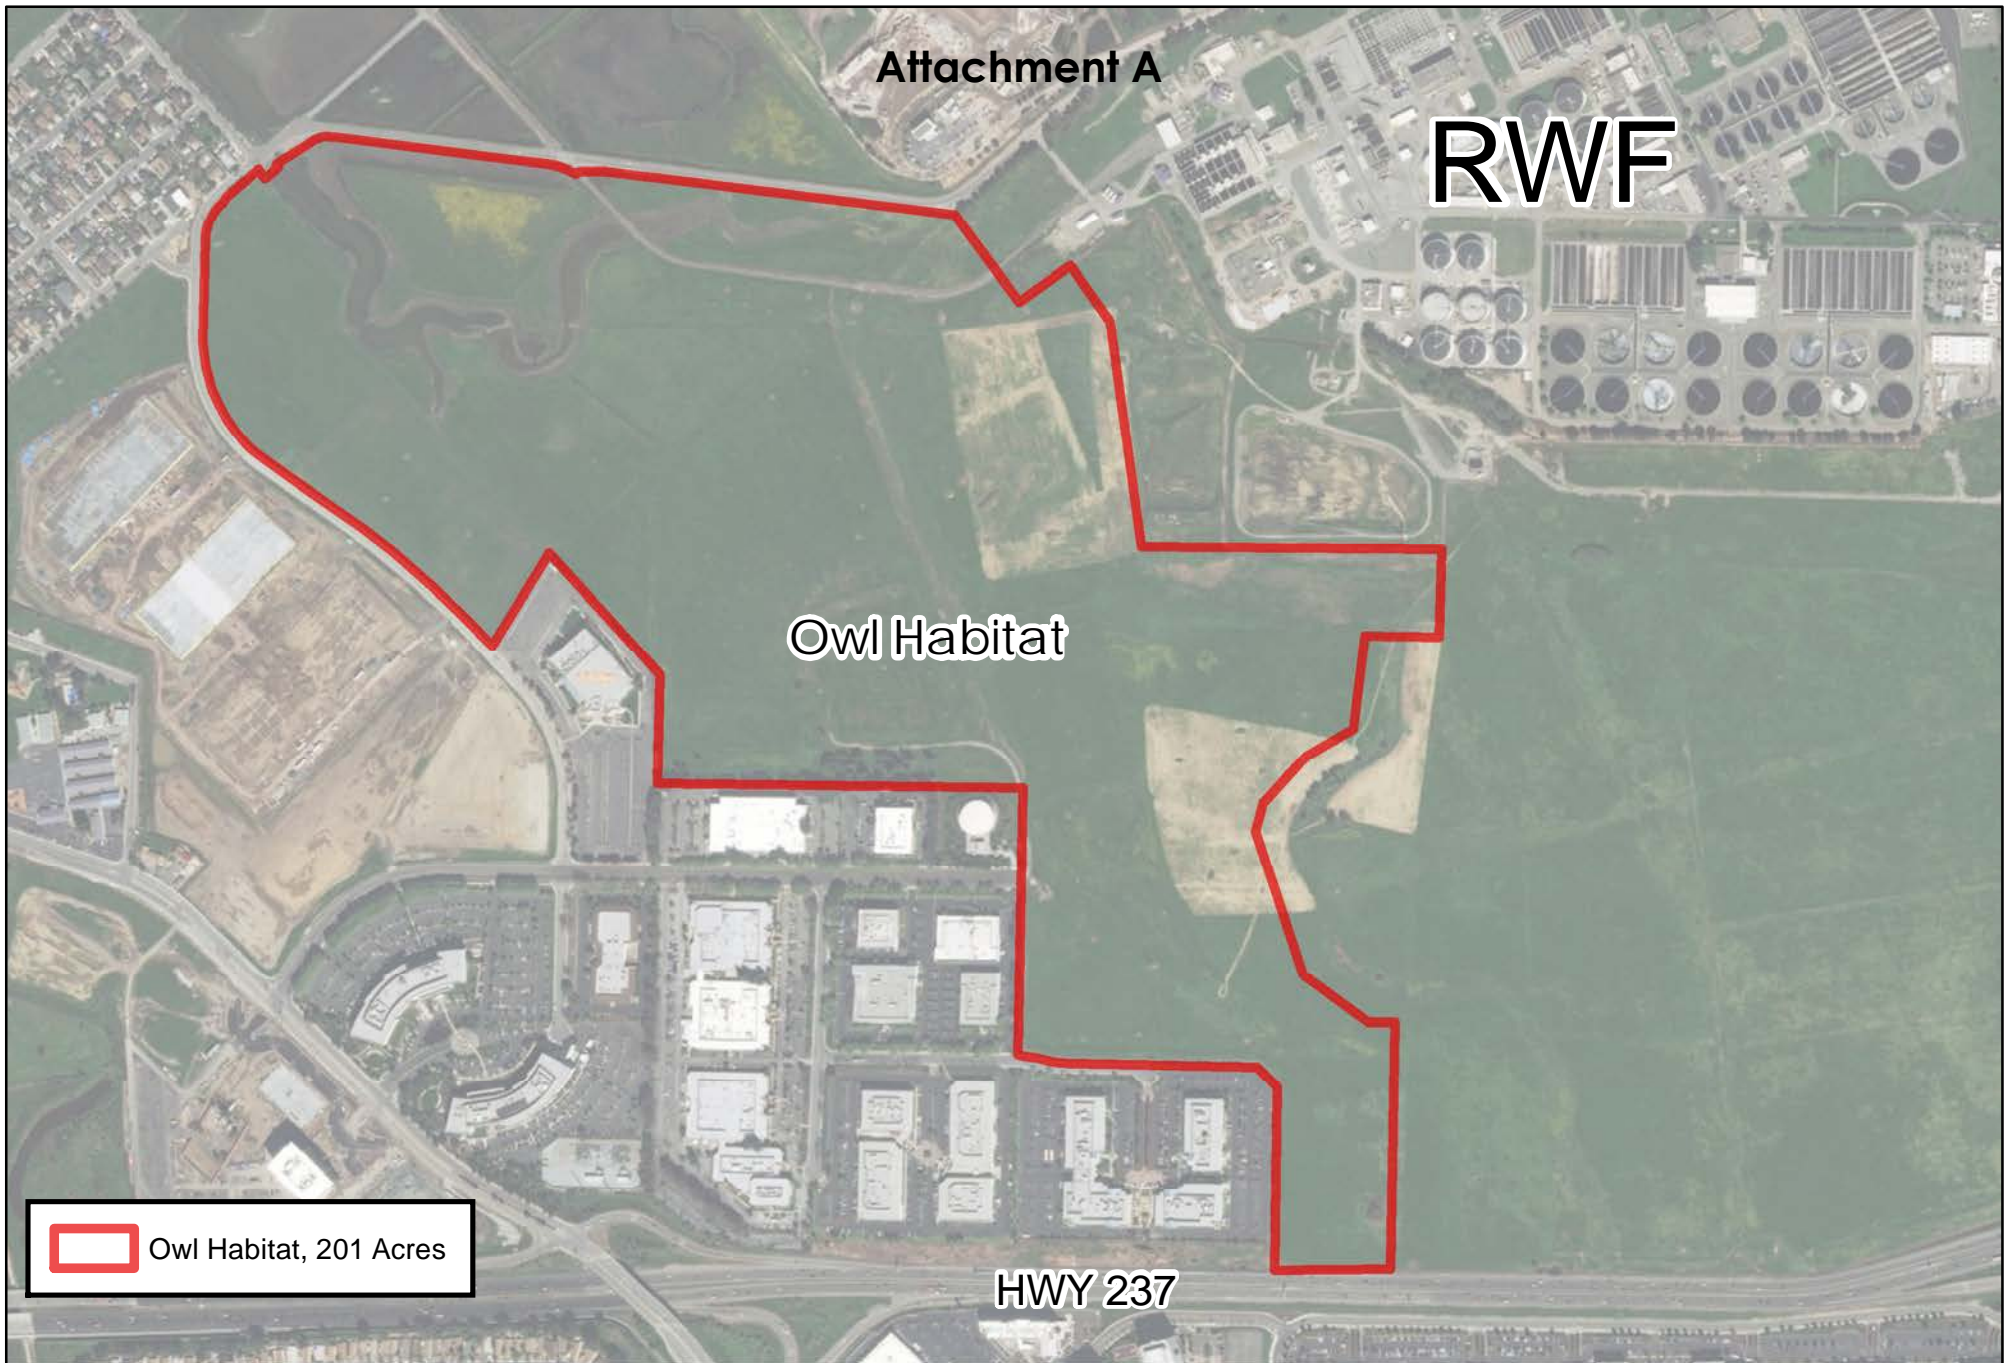 Attachment A
RWF
Owl Habitat
Owl Habitat, 201 Acres
HWY 237